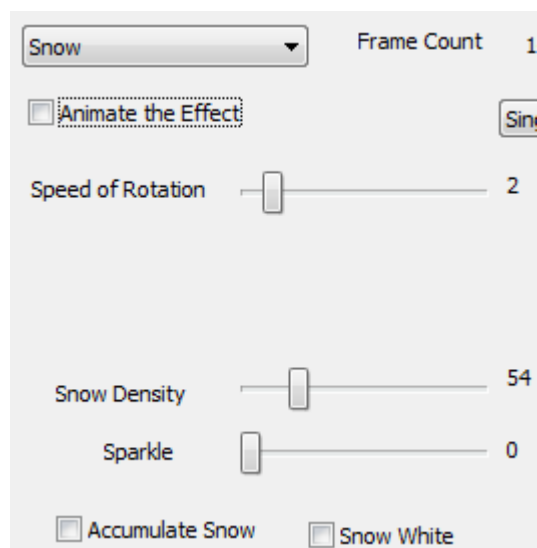 Snow
Frame Count 1
Animate the Effect
Speed of Rotation 2
Snow Density 54
Sparkle 0
Accumulate Snow
Snow White